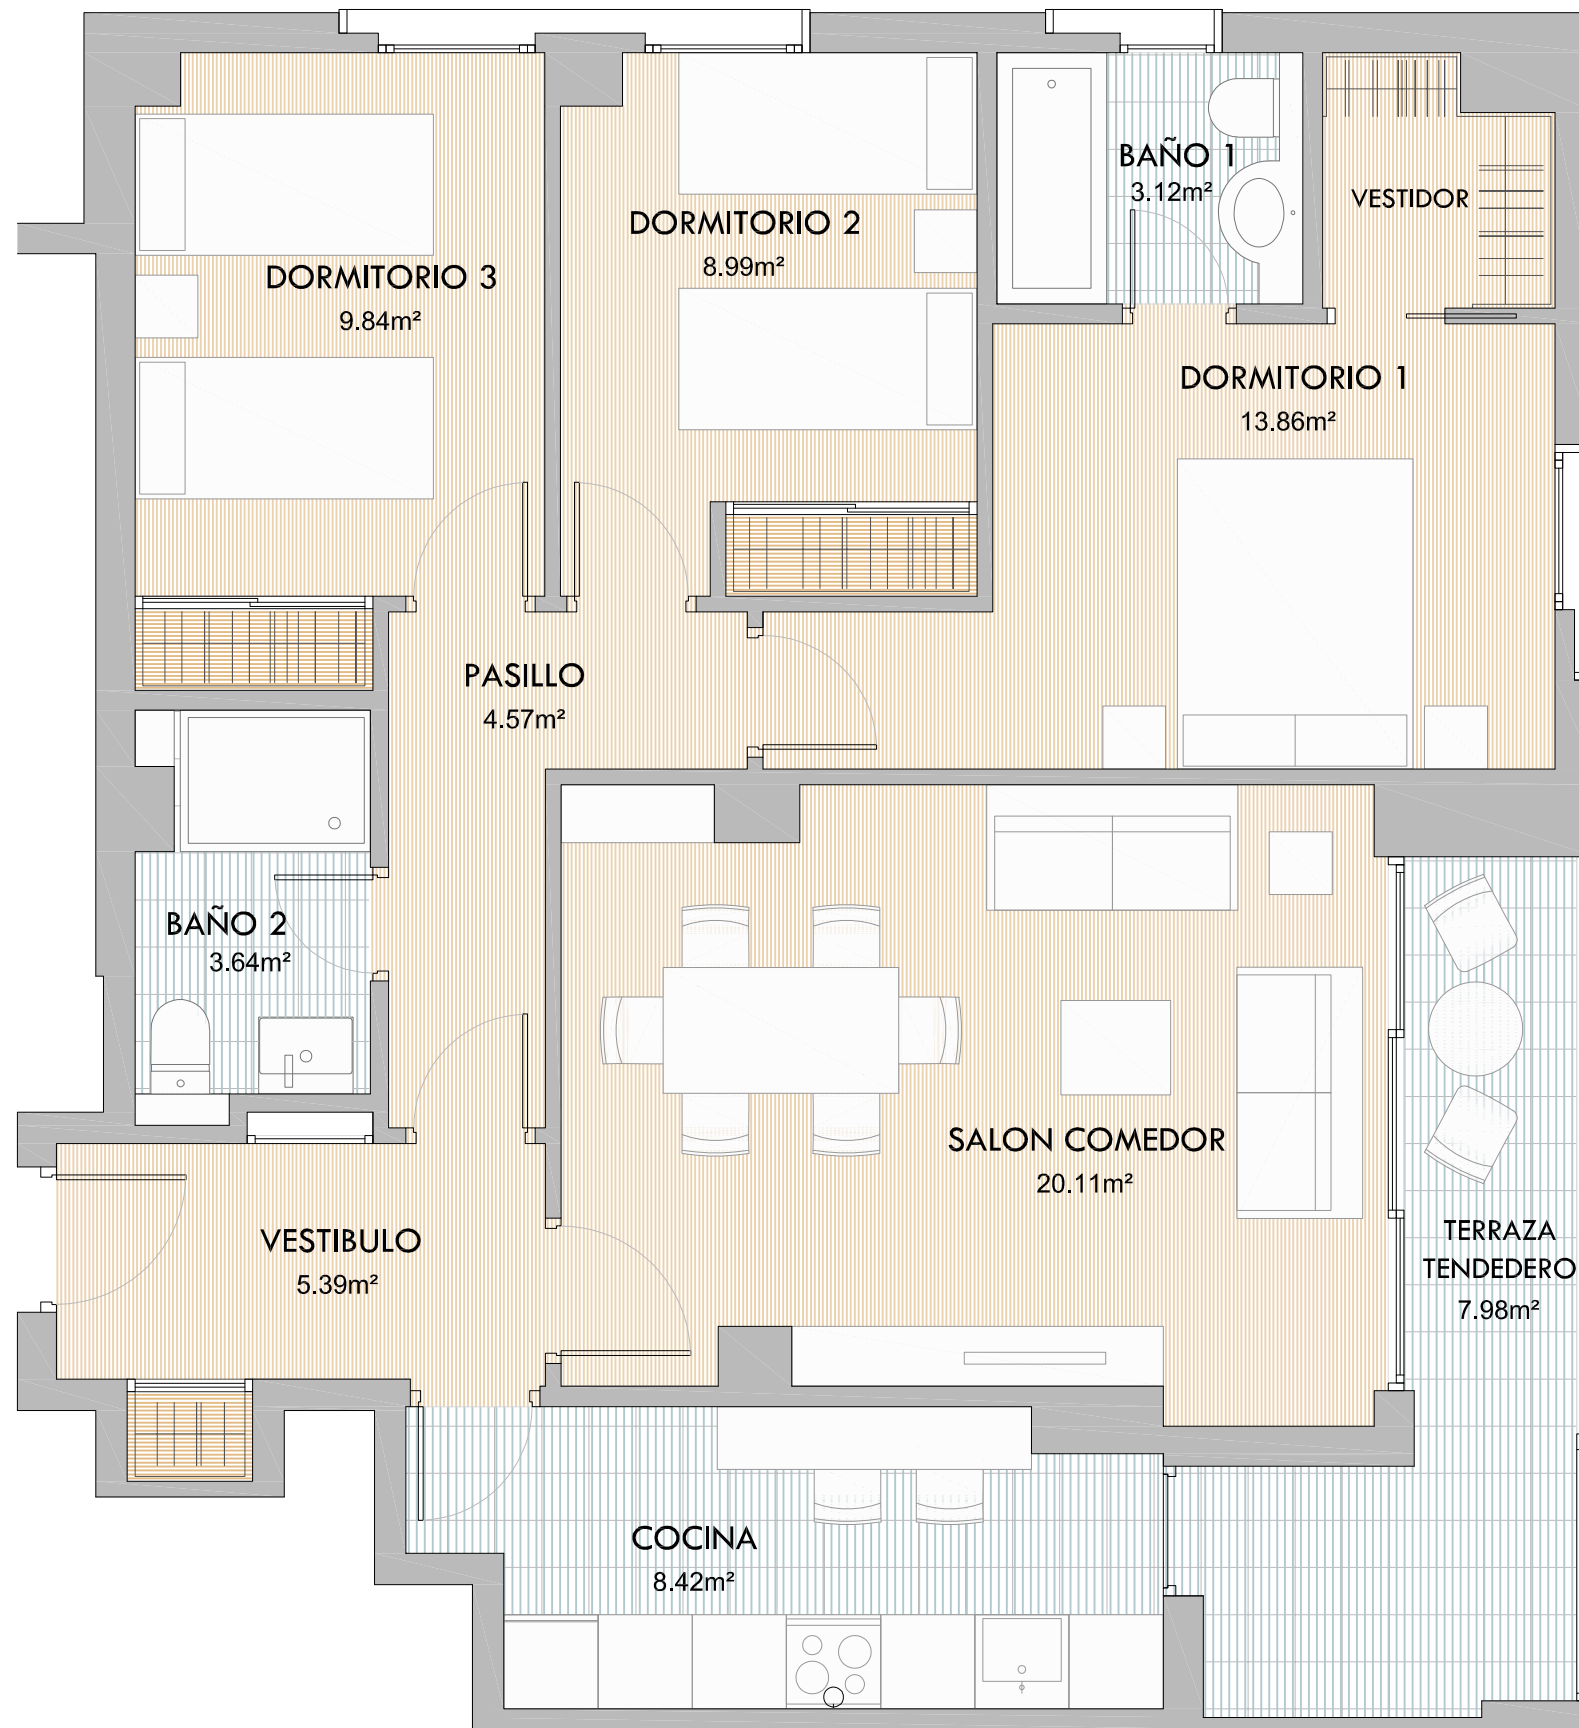 BAÑO 1
3.12m²
VESTIDOR
DORMITORIO 2
8.99m²
DORMITORIO 3
9.84m²
DORMITORIO 1
13.86m²
PASILLO
4.57m²
BAÑO 2
3.64m²
SALON COMEDOR
20.11m²
VESTIBULO
5.39m²
TERRAZA
TENDEDERO
7.98m²
COCINA
8.42m²